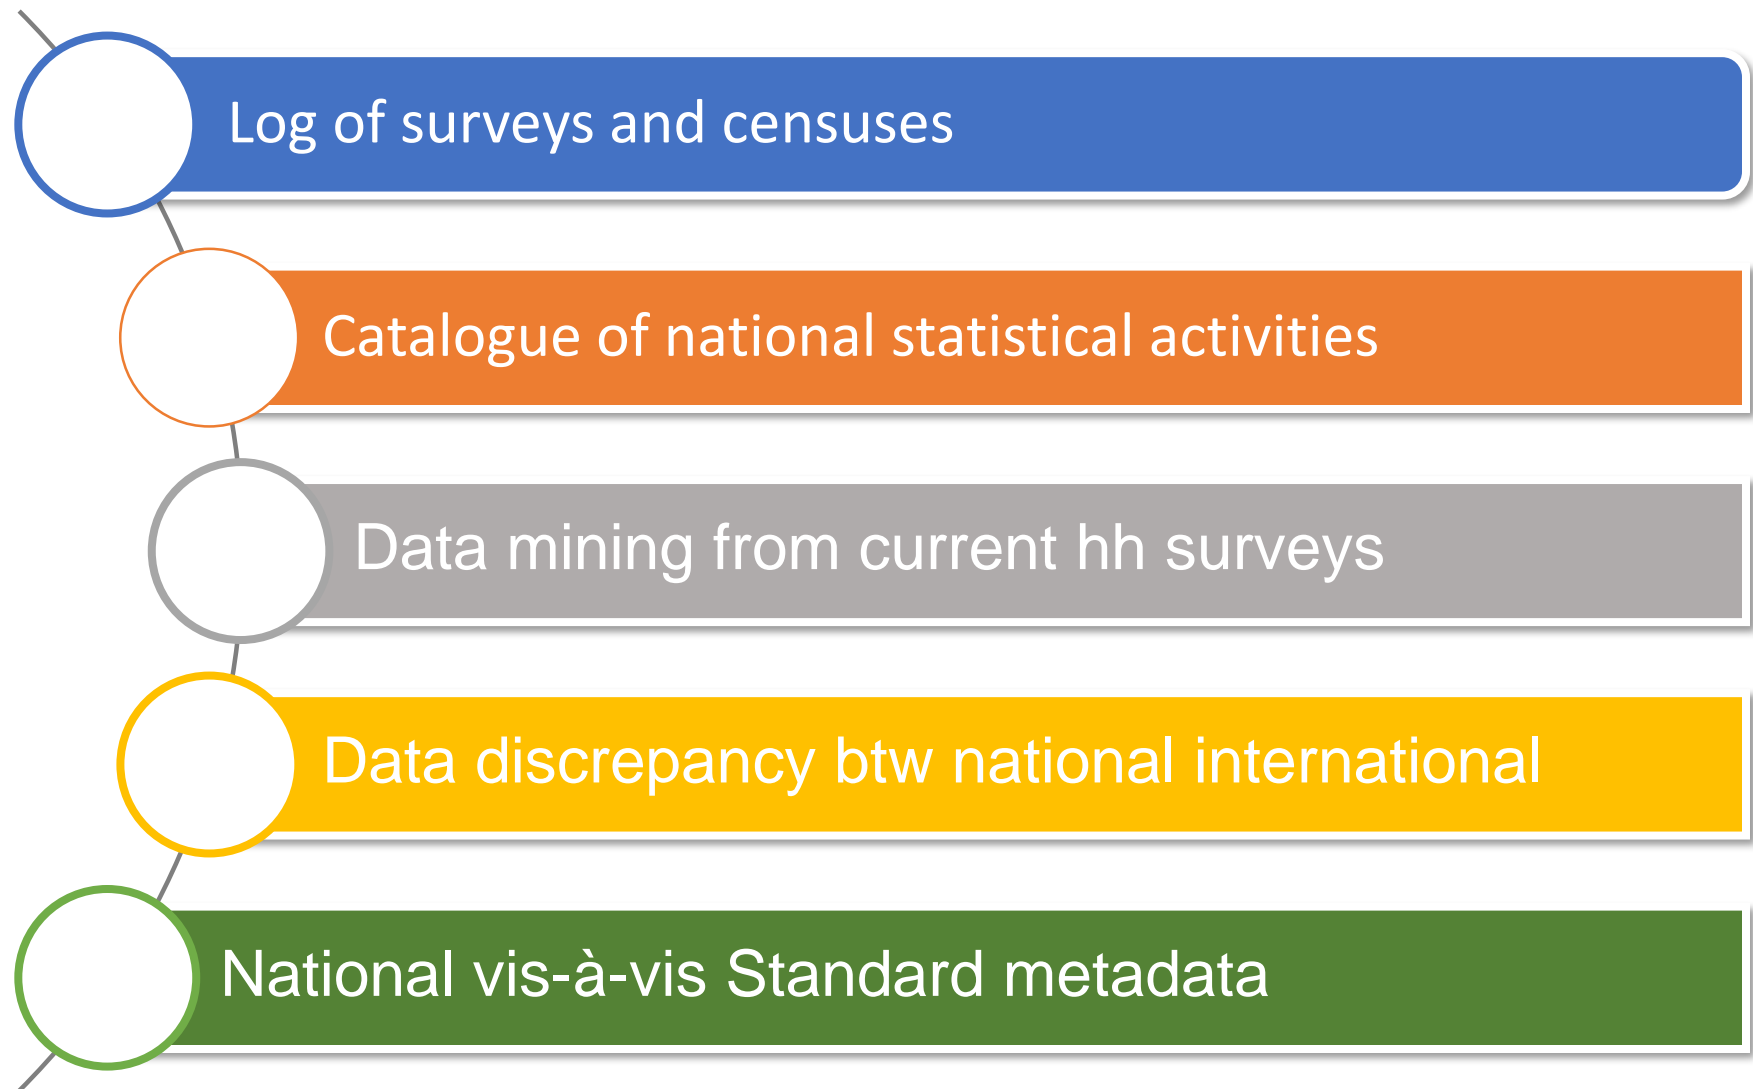 Log of surveys and censuses
Catalogue of national statistical activities
Data mining from current hh surveys
Data discrepancy btw national international
National vis-à-vis Standard metadata